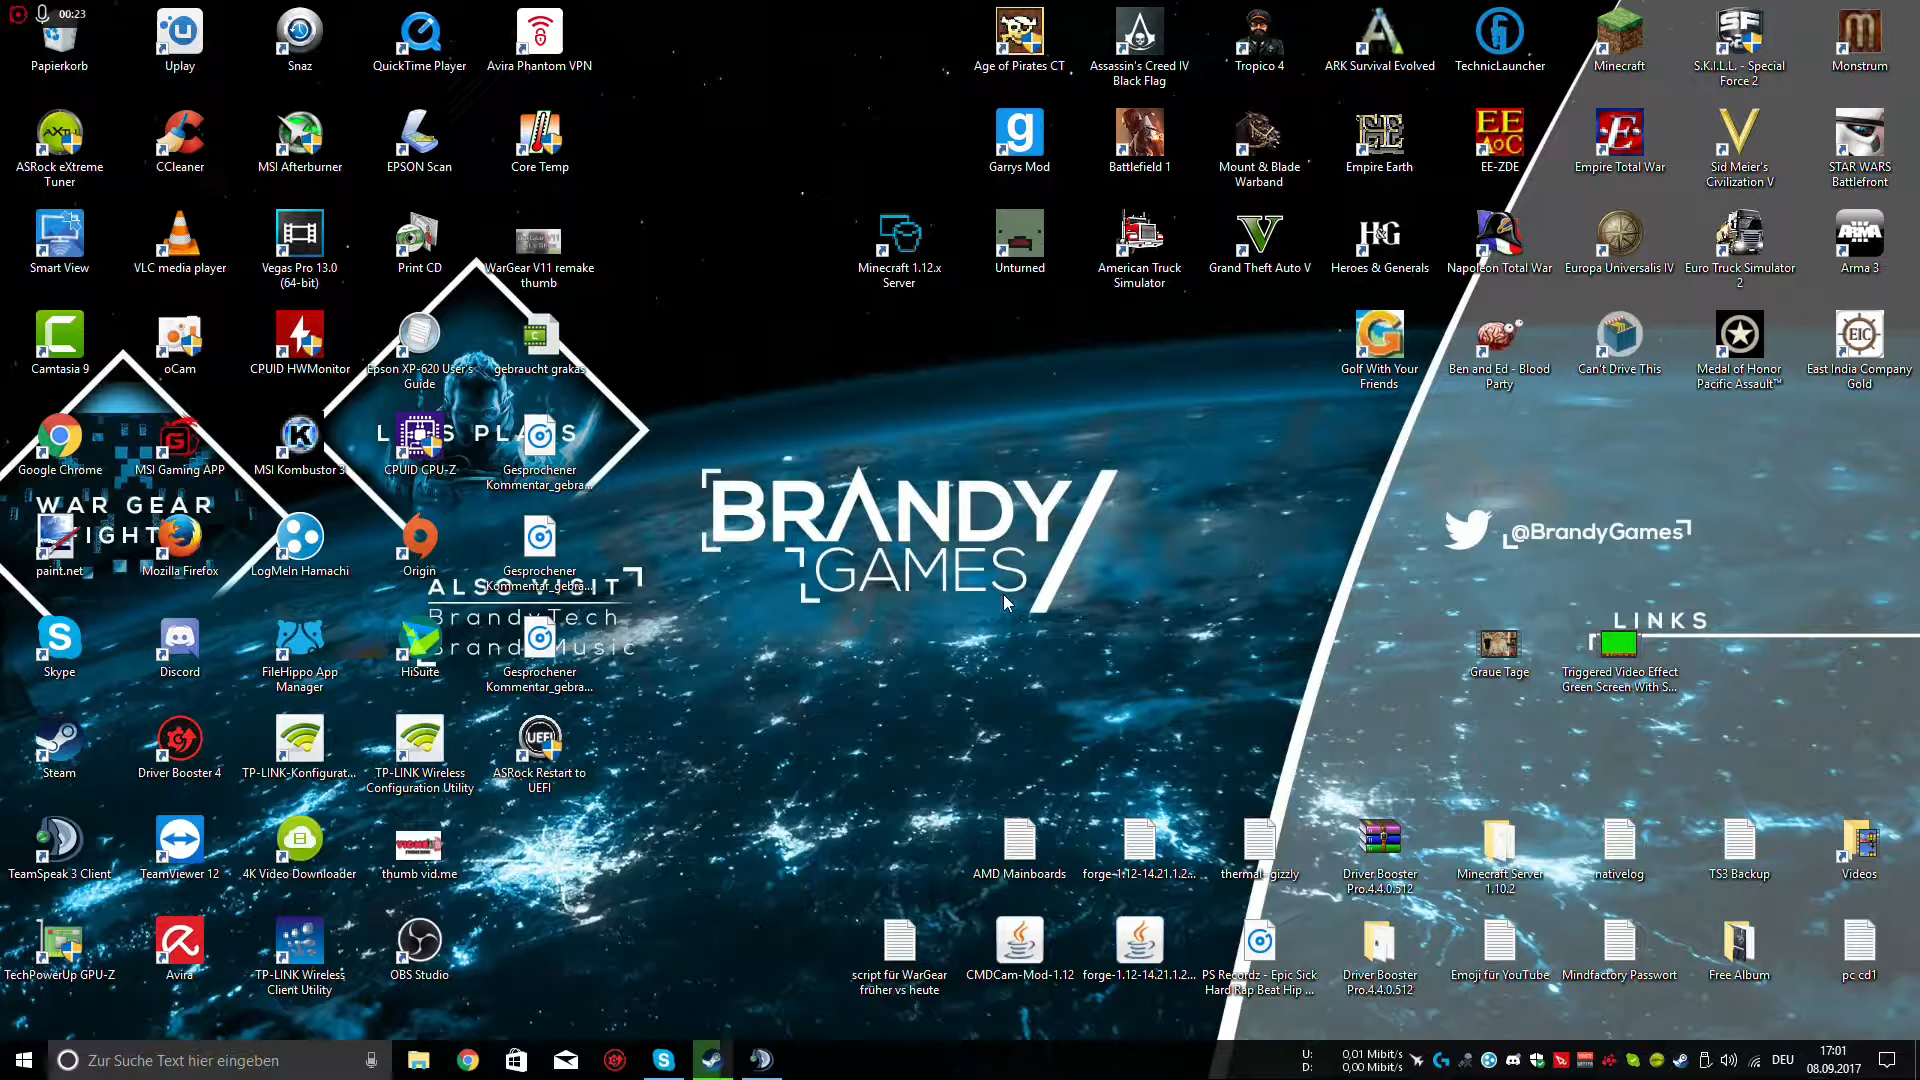 00:23
Papierkorb
Uplay
Snaz
QuickTime Player
Avira Phantom VPN
Age of Pirates CT
Assassin's Creed IV
Black Flag
Tropico 4
ARK Survival Evolved
TechnicLauncher
Minecraft
S.K.I.L.L. - Special
Force 2
Monstrum
ASRock eXtreme
Tuner
CCleaner
MSI Afterburner
EPSON Scan
Core Temp
Garrys Mod
Battlefield 1
Mount & Blade
Warband
Empire Earth
EE-ZDE
Empire Total War
Sid Meier's
Civilization V
STAR WARS
Battlefront
Smart View
VLC media player
Vegas Pro 13.0
(64-bit)
Print CD
WarGear V11 remake
thumb
Minecraft 1.12.x
Server
Unturned
American Truck
Simulator
Grand Theft Auto V
Heroes & Generals
Napoleon Total War
Europa Universalis IV
Euro Truck Simulator
2
Arma 3
Camtasia 9
oCam
CPUID HWMonitor
Epson XP-620 User's
Guide
gebraucht grakas
Golf With Your
Friends
Ben and Ed - Blood
Party
Can't Drive This
Medal of Honor
Pacific Assault™
East India Company
Gold
Google Chrome
MSI Gaming APP
MSI Kombustor 3
CPUID CPU-Z
Gesprochener
Kommentar_gebra...
WAR GEAR
FIGHT
BRANDY
GAMES
@BrandyGames
paint.net
Mozilla Firefox
LogMeIn Hamachi
Origin
Gesprochener
Kommentar_gebra...
ALSO VISIT
BrandyTech
BrandyMusic
LINKS
Skype
Discord
FileHippo App
Manager
HiSuite
Gesprochener
Kommentar_gebra...
Graue Tage
Triggered Video Effect
Green Screen With S...
Steam
Driver Booster 4
TP-LINK-Konfigurat...
TP-LINK Wireless
Configuration Utility
ASRock Restart to
UEFI
TeamSpeak 3 Client
TeamViewer 12
4K Video Downloader
thumb vid.me
AMD Mainboards
forge-1.12-14.21.1.2...
thermal_gizzly
Driver Booster
Pro.4.4.0.512
Minecraft Server
1.10.2
nativelog
TS3 Backup
Videos
TechPowerUp GPU-Z
Avira
TP-LINK Wireless
Client Utility
OBS Studio
script für WarGear
früher vs heute
CMDCam-Mod-1.12
forge-1.12-14.21.1.2...
PS Recordz - Epic Sick
Hard Rap Beat Hip ...
Driver Booster
Pro.4.4.0.512
Emoji für YouTube
Mindfactory Passwort
Free Album
pc cd1
Zur Suche Text hier eingeben
U: 0,01 Mibit/s
D: 0,00 Mibit/s
DEU
17:01
08.09.2017